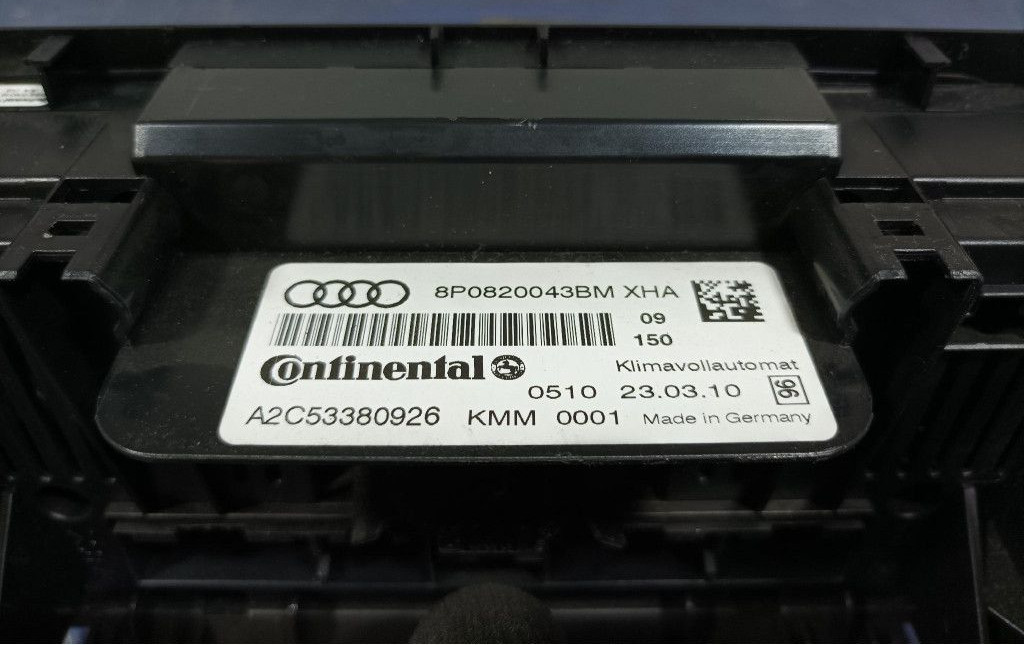 8P0820043BM XHA
09
150
Continental
Klimavollautomat
0510 23.03.10 96
A2C53380926 KMM 0001 Made in Germany